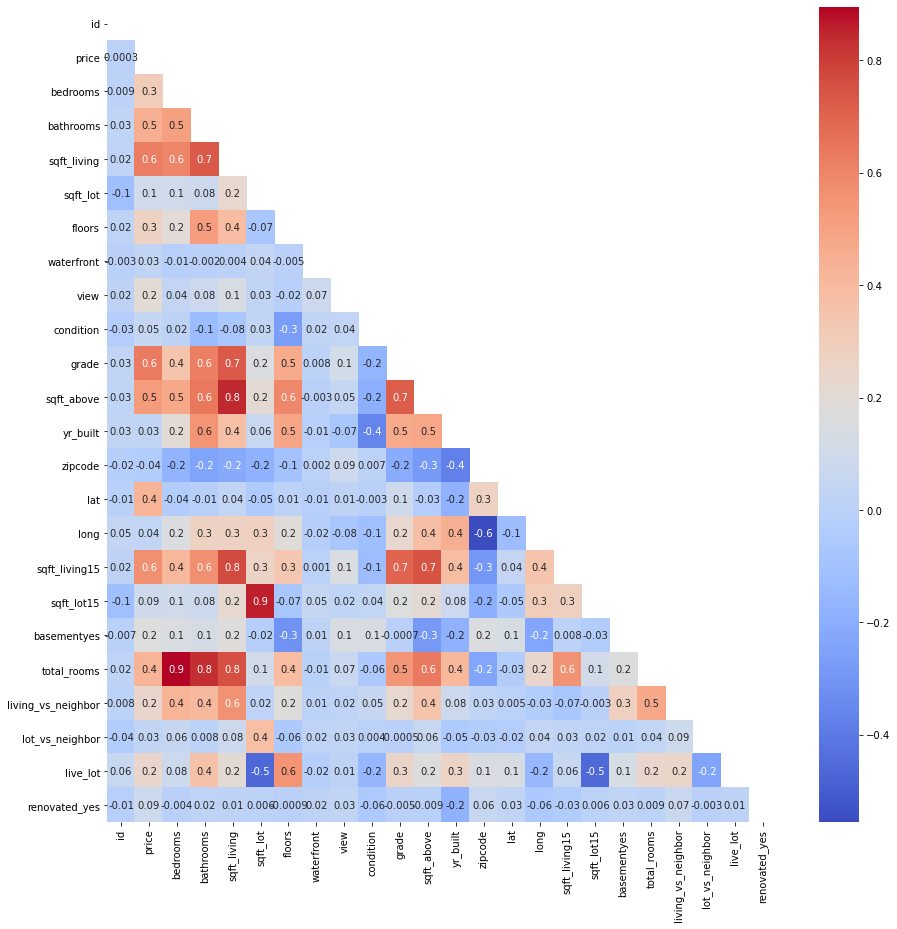 id
price 0.0003
bedrooms -0.009 0.3
bathrooms 0.03 0.5 0.5
sqft_living 0.02 0.6 0.6 0.7
sqft_lot -0.1 0.1 0.1 0.08 0.2
floors 0.02 0.3 0.2 0.5 0.4 -0.07
waterfront -0.003 0.03 -0.01 -0.002 0.004 0.04 -0.005
view 0.02 0.2 0.04 0.08 0.1 0.03 -0.02 0.07
condition -0.03 0.05 0.02 -0.1 -0.08 0.03 -0.3 0.02 0.04
grade 0.03 0.6 0.4 0.6 0.7 0.2 0.5 0.008 0.1 -0.2
sqft_above 0.03 0.5 0.5 0.6 0.8 0.2 0.6 -0.003 0.05 -0.2 0.7
yr_built 0.03 0.03 0.2 0.6 0.4 0.06 0.5 -0.01 -0.07 -0.4 0.5 0.5
zipcode -0.02 -0.04 -0.2 -0.2 -0.2 -0.2 -0.1 0.002 0.09 0.007 -0.2 -0.3 -0.4
lat -0.01 0.4 -0.04 -0.01 0.04 -0.05 0.01 -0.01 0.01 -0.003 0.1 -0.03 -0.2 0.3
long 0.05 0.04 0.2 0.3 0.3 0.3 0.2 -0.02 -0.08 -0.1 0.2 0.4 0.4 -0.6 -0.1
sqft_living15 0.02 0.6 0.4 0.6 0.8 0.3 0.3 0.001 0.1 -0.1 0.7 0.7 0.4 -0.3 0.04 0.4
sqft_lot15 -0.1 0.09 0.1 0.08 0.2 0.9 -0.07 0.05 0.02 0.04 0.2 0.2 0.08 -0.2 -0.05 0.3 0.3
basementyes -0.007 0.2 0.1 0.1 0.2 -0.02 -0.3 0.01 0.1 0.1 -0.0007 -0.3 -0.2 0.2 0.1 -0.2 0.008 -0.03
total_rooms 0.02 0.4 0.9 0.8 0.8 0.1 0.4 -0.01 0.07 -0.06 0.5 0.6 0.4 -0.2 -0.03 0.2 0.6 0.1 0.2
living_vs_neighbor 0.008 0.2 0.4 0.4 0.6 0.02 0.2 0.01 0.02 0.05 0.2 0.4 0.08 0.03 0.005 -0.03 -0.07 -0.003 0.3 0.5
lot_vs_neighbor -0.04 0.03 0.06 0.008 0.08 0.4 -0.06 0.02 0.03 0.004 0.0005 0.06 -0.05 -0.03 -0.02 0.04 0.03 0.02 0.01 0.04 0.09
live_lot 0.06 0.2 0.08 0.4 0.2 -0.5 0.6 -0.02 0.01 -0.2 0.3 0.2 0.3 0.1 0.1 -0.2 0.06 -0.5 0.1 0.2 0.2 -0.2
renovated_yes -0.01 0.09 -0.004 0.02 0.01 0.006 0.0009 0.02 0.03 -0.06 -0.005 -0.009 -0.2 0.06 0.03 -0.06 -0.03 0.006 0.03 0.009 0.07 -0.003 0.01
id price bedrooms bathrooms sqft_living sqft_lot floors waterfront view condition grade sqft_above yr_built zipcode lat long sqft_living15 sqft_lot15 basementyes total_rooms living_vs_neighbor lot_vs_neighbor live_lot renovated_yes
0.8
0.6
0.4
0.2
0.0
-0.2
-0.4